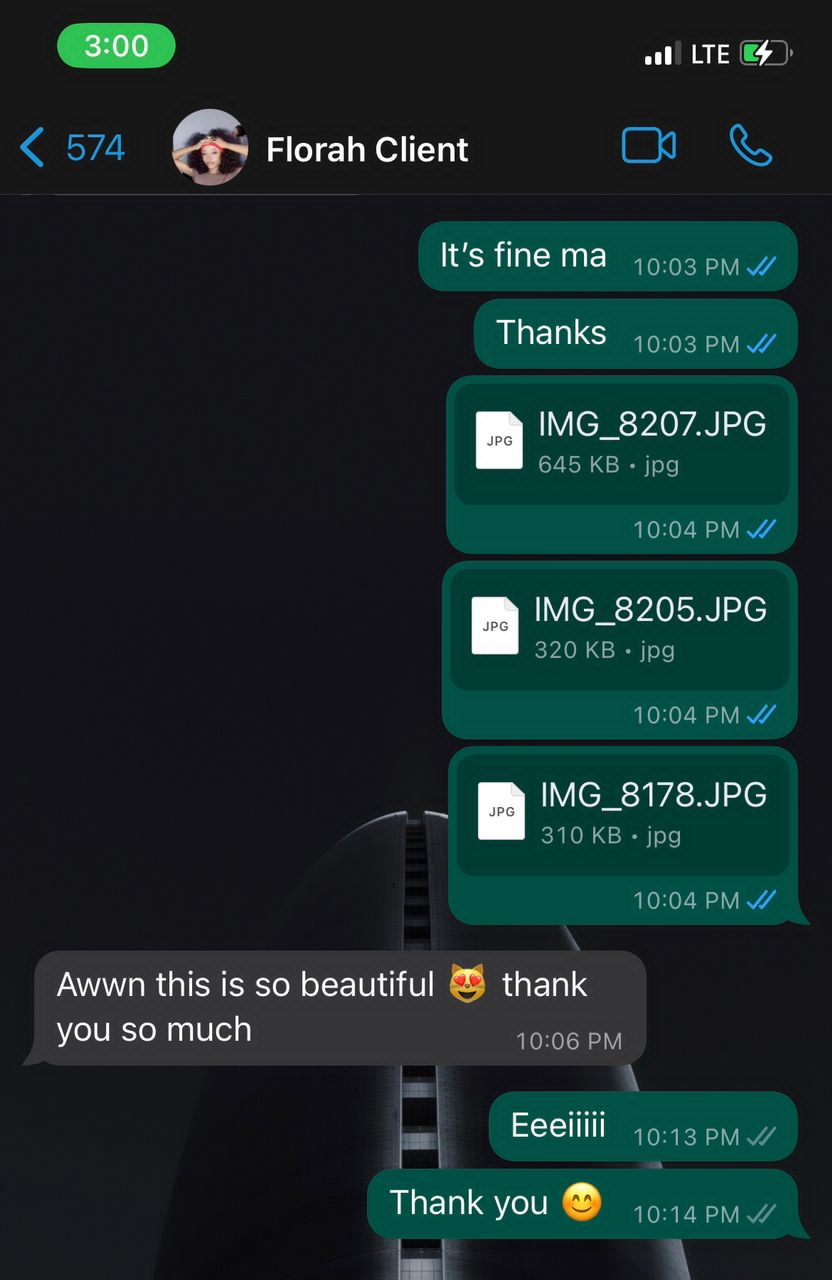 3:00
LTE
574
Florah Client
It’s fine ma 10:03 PM
Thanks 10:03 PM
JPG
IMG_8207.JPG
645 KB • jpg
10:04 PM
JPG
IMG_8205.JPG
320 KB • jpg
10:04 PM
JPG
IMG_8178.JPG
310 KB • jpg
10:04 PM
Awwn this is so beautiful 😻 thank
you so much 10:06 PM
Eeeiiiii 10:13 PM
Thank you 😊 10:14 PM